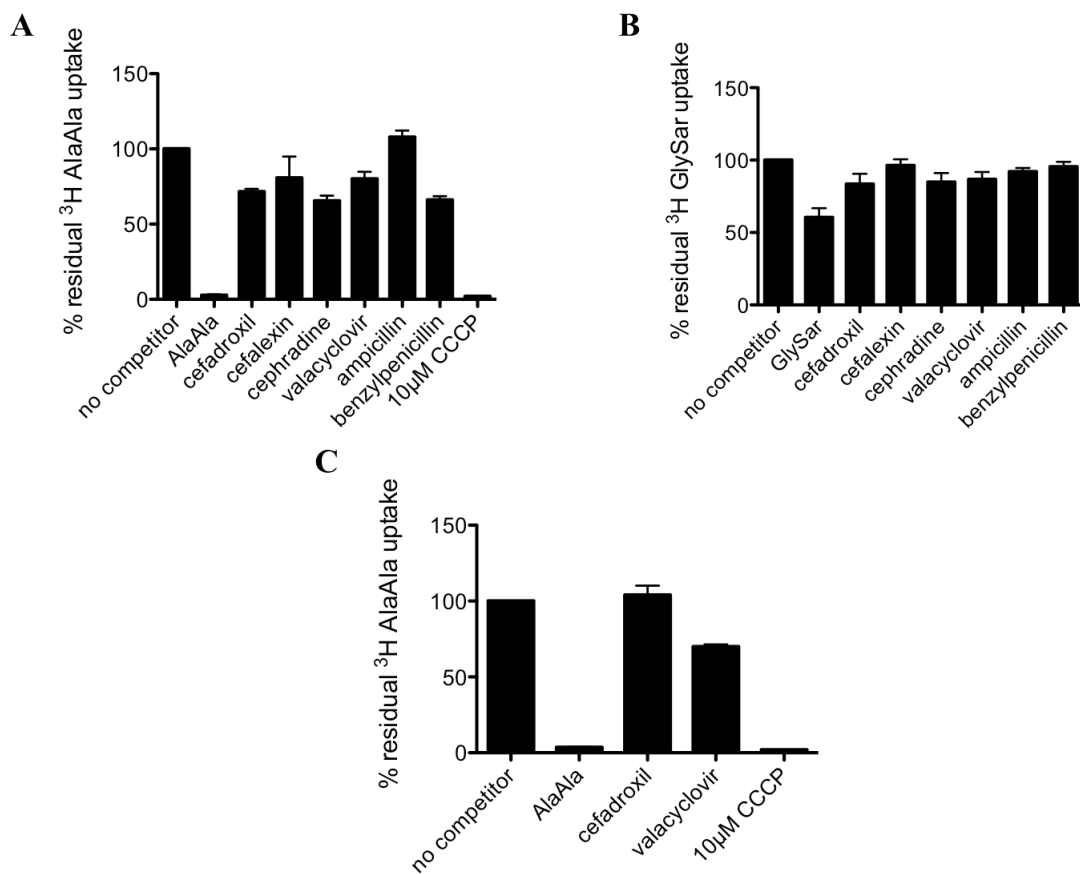 A
% residual ³H AlaAla uptake
150
100
50
0
no competitor
AlaAla
cefadroxil
cefalexin
cephradine
valacyclovir
ampicillin
benzylpenicillin
10µM CCCP
B
% residual ³H GlySar uptake
150
100
50
0
no competitor
GlySar
cefadroxil
cefalexin
cephradine
valacyclovir
ampicillin
benzylpenicillin
C
% residual ³H AlaAla uptake
150
100
50
0
no competitor
AlaAla
cefadroxil
valacyclovir
10µM CCCP